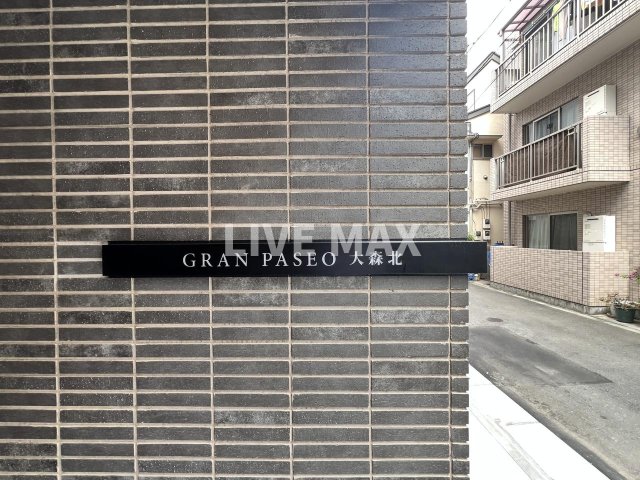 LIVE MAX
GRAN PASEO 大森北